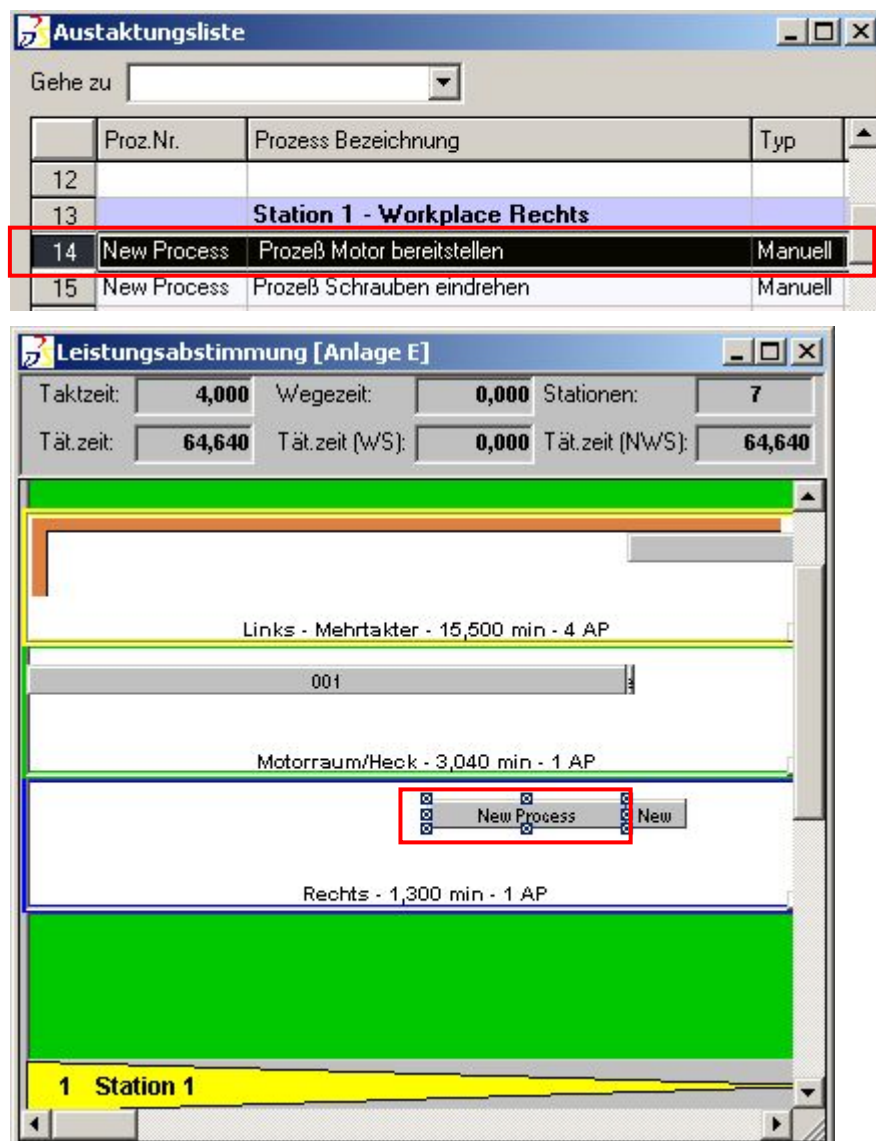 Austaktungsliste
Gehe zu
Proz.Nr. Prozess Bezeichnung Typ
12
13 Station 1 - Workplace Rechts
14 New Process Prozeß Motor bereitstellen Manuell
15 New Process Prozeß Schrauben eindrehen Manuell
Leistungsabstimmung [Anlage E]
Taktzeit: 4,000 Wegezeit: 0,000 Stationen: 7
Tät.zeit: 64,640 Tät.zeit (WS): 0,000 Tät.zeit (NWS): 64,640
Links - Mehrtakter - 15,500 min - 4 AP
001
Motorraum/Heck - 3,040 min - 1 AP
New Process New
Rechts - 1,300 min - 1 AP
1 Station 1